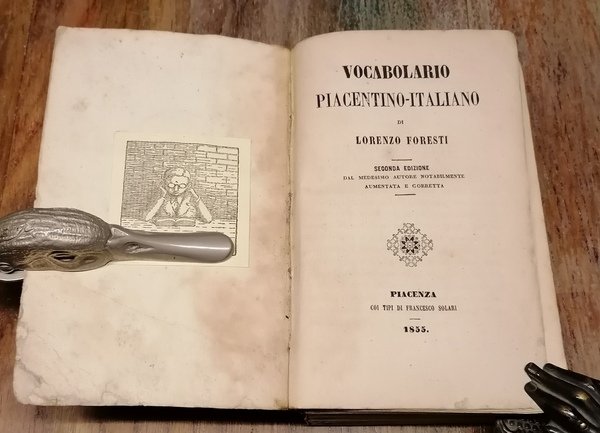 VOCABOLARIO
PIACENTINO-ITALIANO
DI
LORENZO FORESTI
SECONDA EDIZIONE
DAL MEDESIMO AUTORE NOTABILMENTE
AUMENTATA E CORRETTA
PIACENZA
COI TIPI DI FRANCESCO SOLARI
1855.